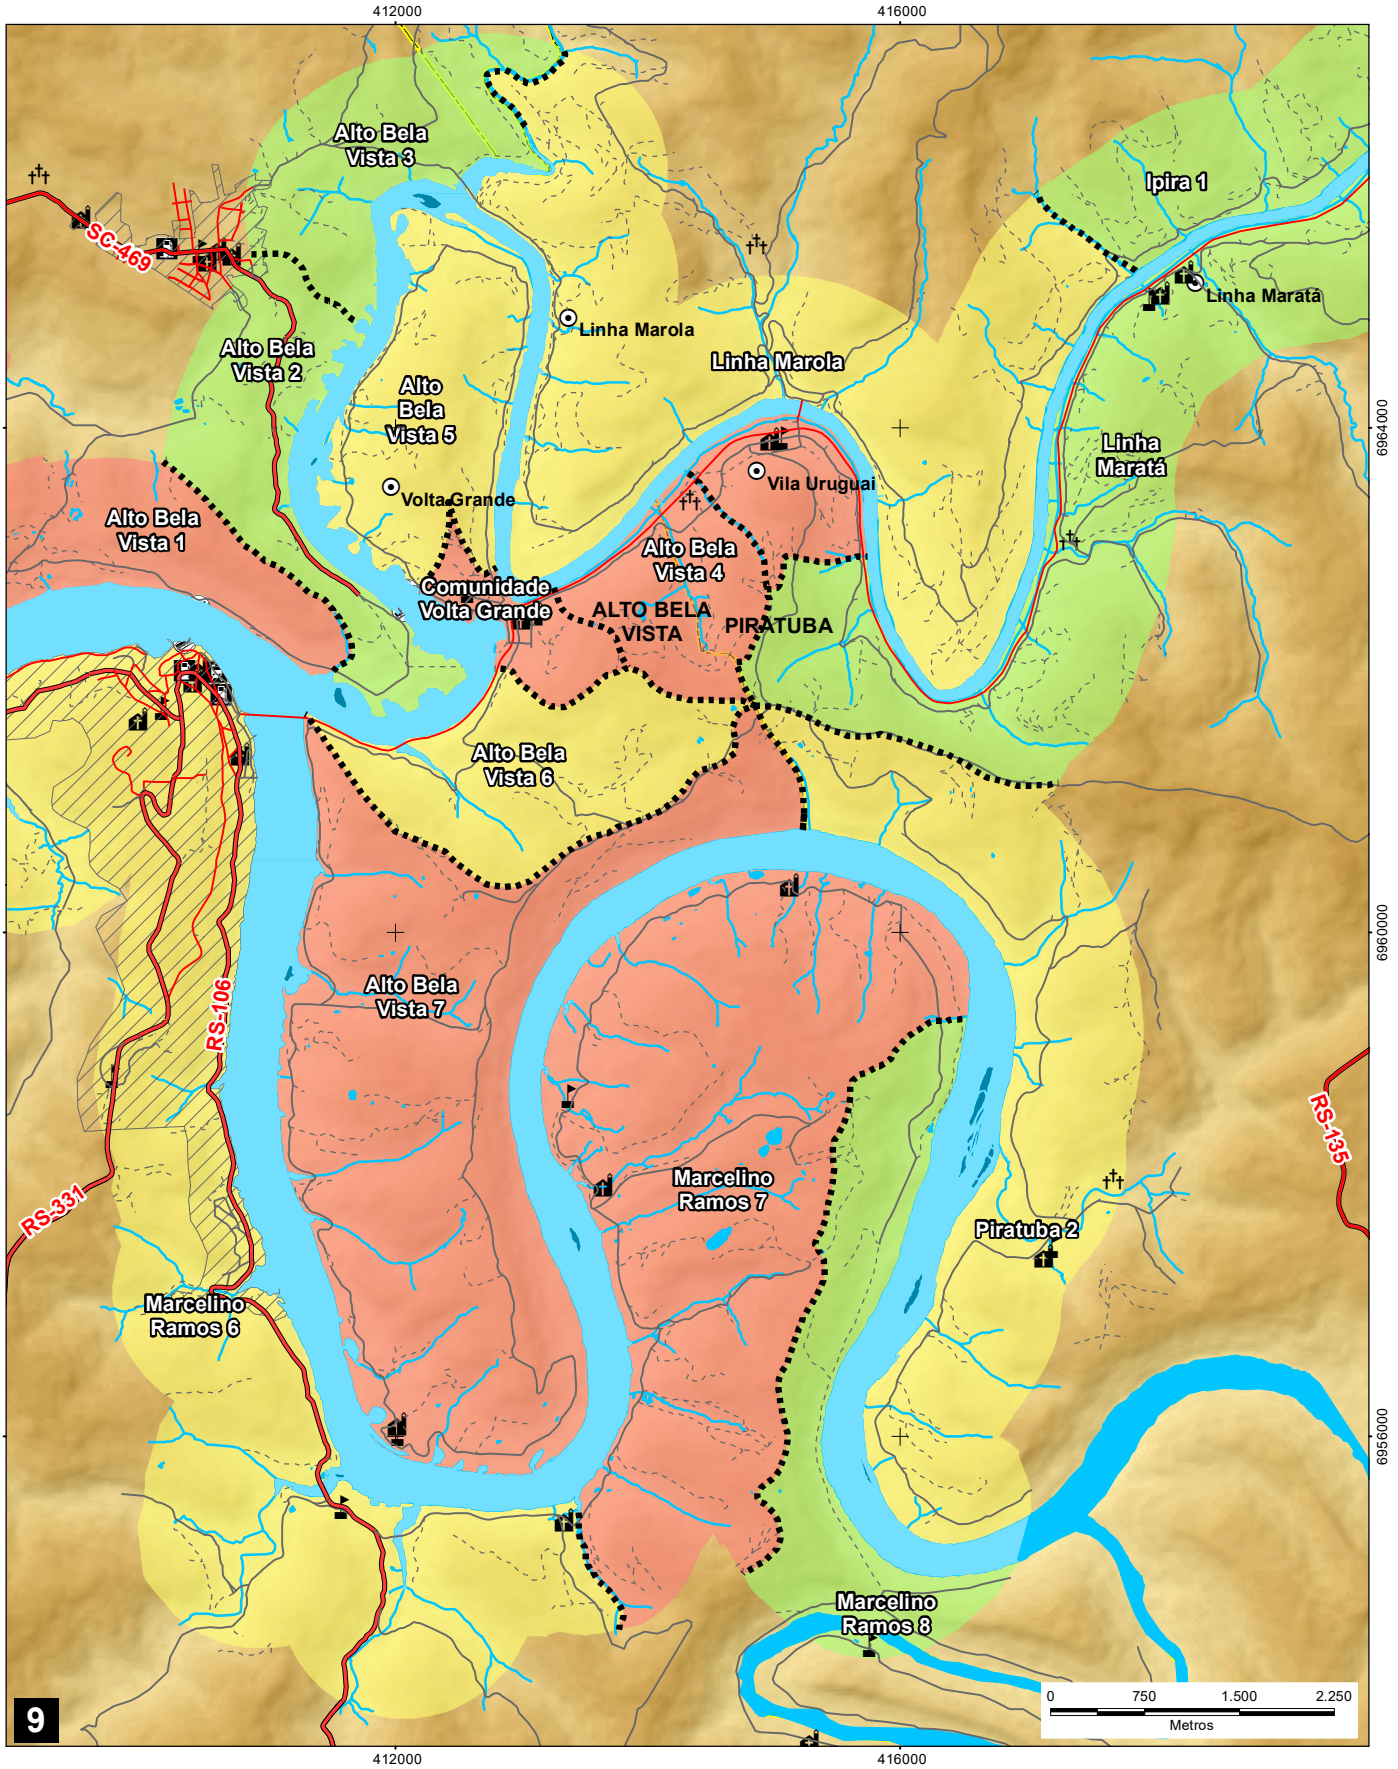 412000
416000
Alto Bela
Vista 3
Ipira 1
SC-469
Linha Maratá
Linha Marola
Alto Bela
Vista 2
Linha Marola
Alto
Bela
Vista 5
6964000
Linha
Maratá
Vila Uruguai
Volta Grande
Alto Bela
Vista 1
Alto Bela
Vista 4
Comunidade
Volta Grande
ALTO BELA
VISTA
PIRATUBA
Alto Bela
Vista 6
6960000
Alto Bela
Vista 7
RS-106
RS-135
Marcelino
Ramos 7
RS-331
Piratuba 2
Marcelino
Ramos 6
6956000
Marcelino
Ramos 8
0 750 1.500 2.250
Metros
9
412000
416000